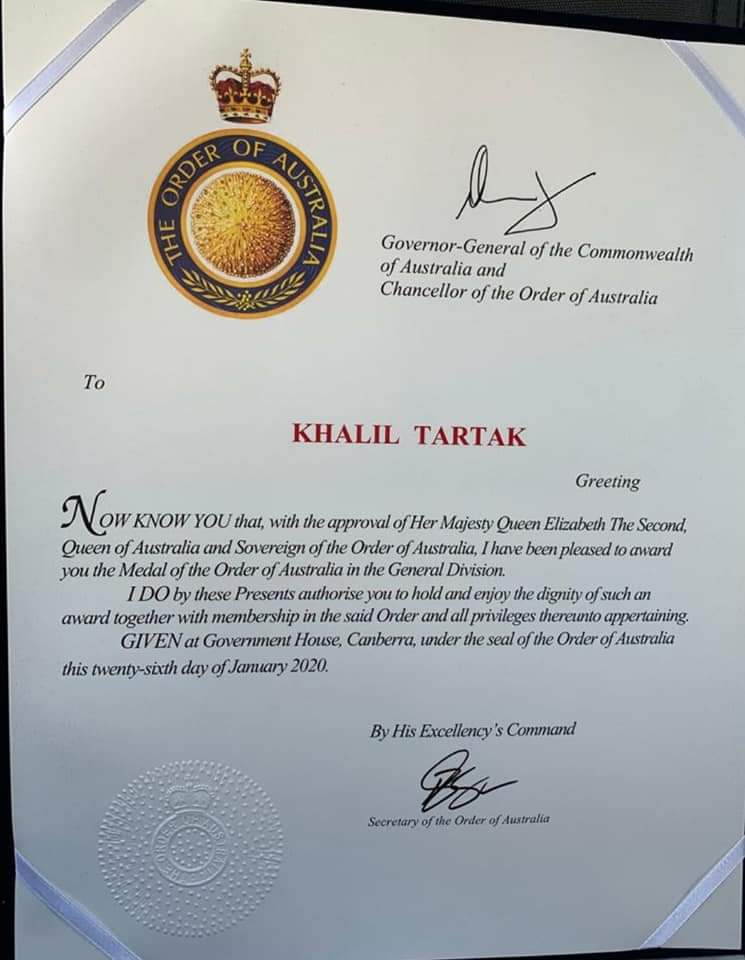 THE ORDER OF AUSTRALIA
Governor-General of the Commonwealth
of Australia and
Chancellor of the Order of Australia
To
KHALIL TARTAK
Greeting
NOW KNOW YOU that, with the approval of Her Majesty Queen Elizabeth The Second,
Queen of Australia and Sovereign of the Order of Australia, I have been pleased to award
you the Medal of the Order of Australia in the General Division.
I DO by these Presents authorise you to hold and enjoy the dignity of such an
award together with membership in the said Order and all privileges thereunto appertaining.
GIVEN at Government House, Canberra, under the seal of the Order of Australia
this twenty-sixth day of January 2020.
By His Excellency's Command
Secretary of the Order of Australia